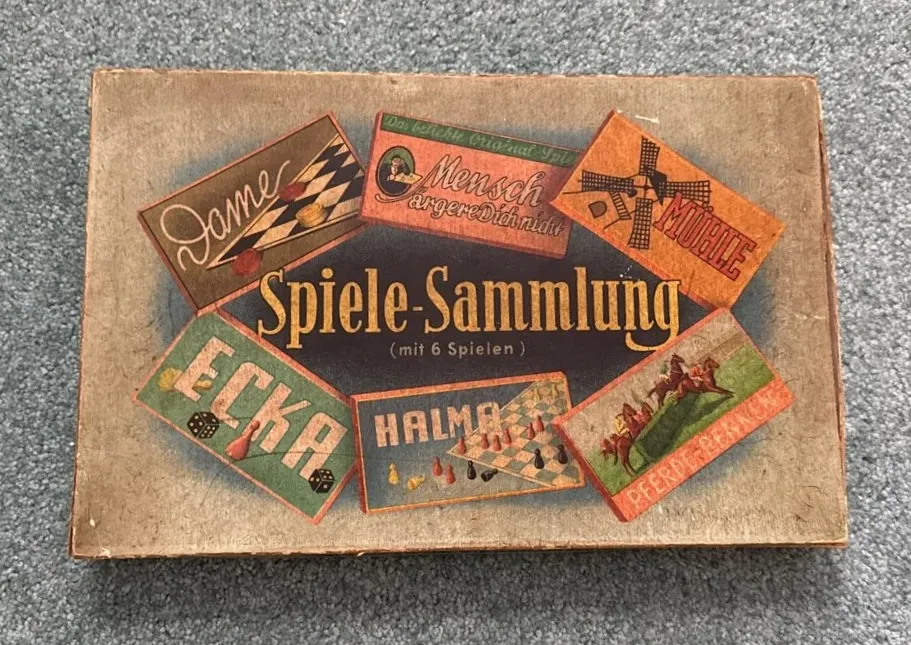 Dame
Das beliebte Original-Spiel
Mensch
ärgere Dich nicht
MÜHLE
Spiele-Sammlung
(mit 6 Spielen)
ECKA
HALMA
PFERDE-RENNEN